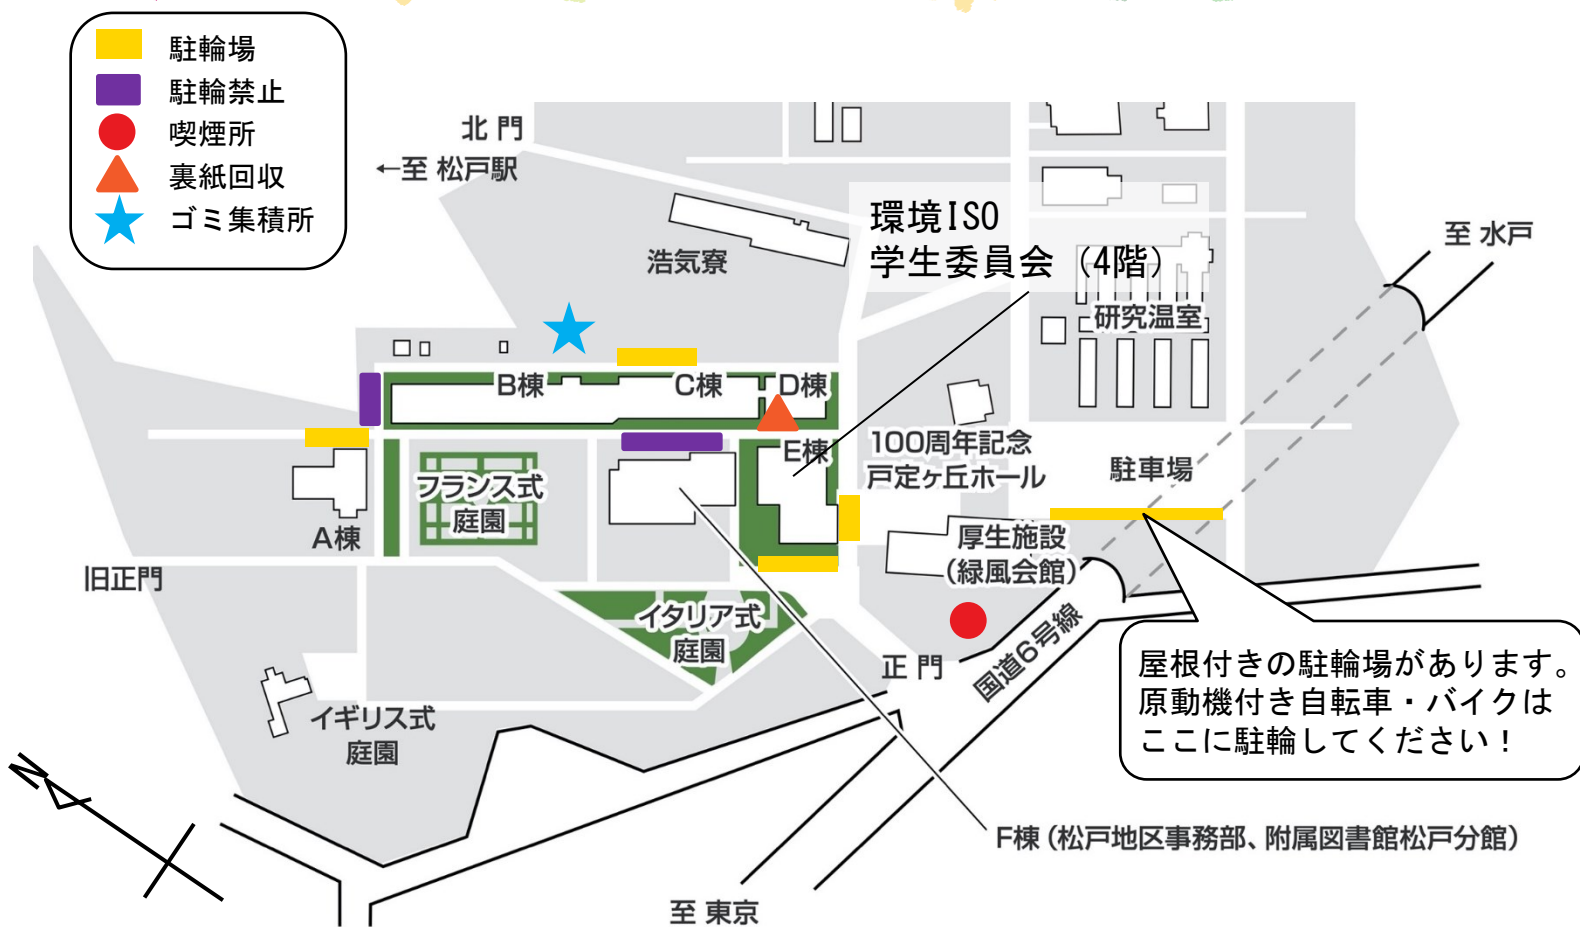 駐輪場
駐輪禁止
喫煙所
裏紙回収
ゴミ集積所
北門
←至 松戸駅
環境ISO
学生委員会（4階）
浩気寮
至 水戸
研究温室
B棟
C棟
D棟
E棟
100周年記念
戸定ヶ丘ホール
駐車場
フランス式
庭園
A棟
厚生施設
（緑風会館）
旧正門
イタリア式
庭園
正門
国道6号線
屋根付きの駐輪場があります。
原動機付き自転車・バイクは
ここに駐輪してください！
イギリス式
庭園
N
F棟（松戸地区事務部、附属図書館松戸分館）
至 東京